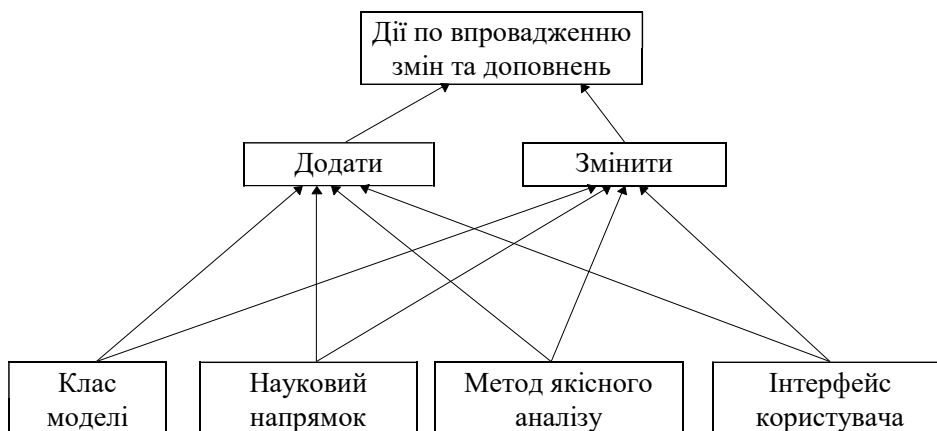 Дії по впровадженню
змін та доповнень
Додати
Змінити
Клас
моделі
Науковий
напрямок
Метод якісного
аналізу
Інтерфейс
користувача